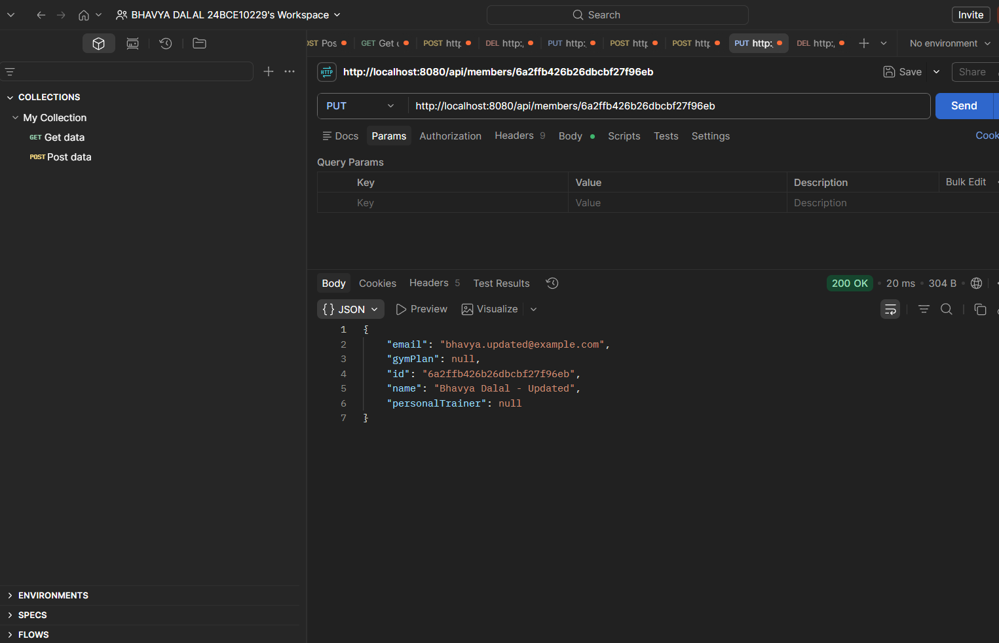 BHAVYA DALAL 24BCE10229's Workspace
Search
Invite
OST Pos
GET Get
POST http
DEL http:
PUT http:
POST http
POST http
PUT http:
DEL http:
No environment
HTTP
http://localhost:8080/api/members/6a2ffb426b26dbcbf27f96eb
Save
Share
COLLECTIONS
My Collection
GET Get data
POST Post data
PUT
http://localhost:8080/api/members/6a2ffb426b26dbcbf27f96eb
Send
Docs Params Authorization Headers 9 Body Scripts Tests Settings
Cook
Query Params
Key Value Description Bulk Edit
Key Value Description
Body Cookies Headers 5 Test Results
200 OK • 20 ms • 304 B
{} JSON Preview Visualize
1 {
2 "email": "bhavya.updated@example.com",
3 "gymPlan": null,
4 "id": "6a2ffb426b26dbcbf27f96eb",
5 "name": "Bhavya Dalal - Updated",
6 "personalTrainer": null
7 }
ENVIRONMENTS
SPECS
FLOWS